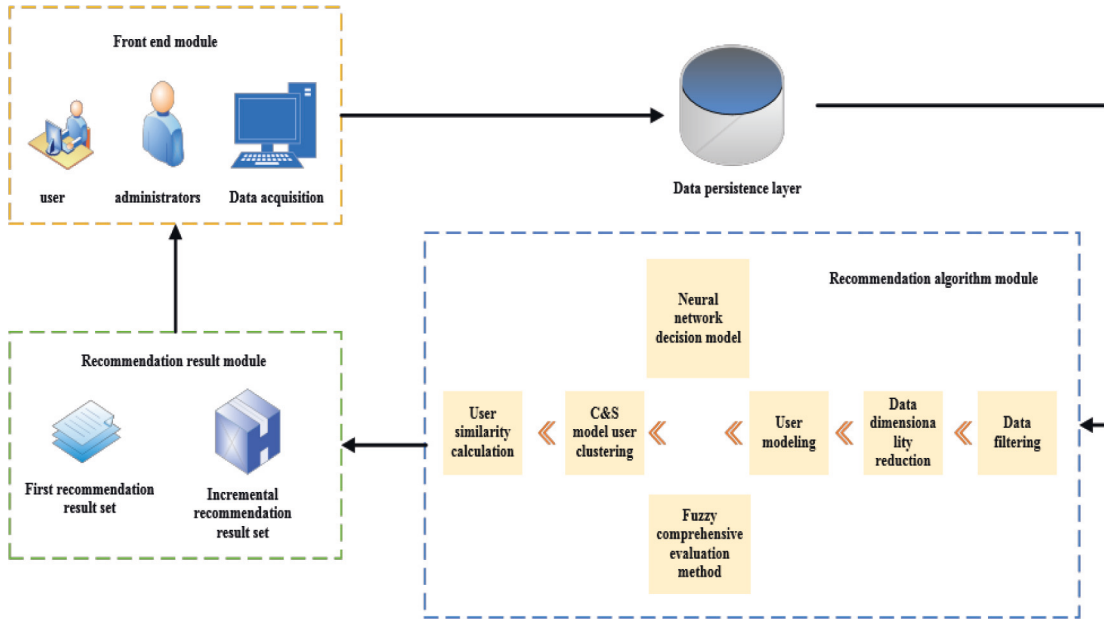 Front end module
user
administrators
Data acquisition
Data persistence layer
Recommendation algorithm module
Neural
network
decision model
Recommendation result module
User
similarity
calculation
C&S
model user
clustering
User
modeling
Data
dimensiona
lity
reduction
Data
filtering
First recommendation
result set
Incremental
recommendation
result set
Fuzzy
comprehensive
evaluation
method